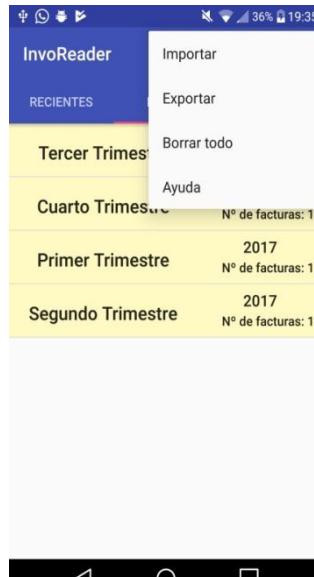 36% 19:35
InvoReader
Importar
RECIENTES
Exportar
Borrar todo
Ayuda
Tercer
Cuarto Trimestre
Nº de facturas: 1
Primer Trimestre
2017
Nº de facturas: 1
Segundo Trimestre
2017
Nº de facturas: 1